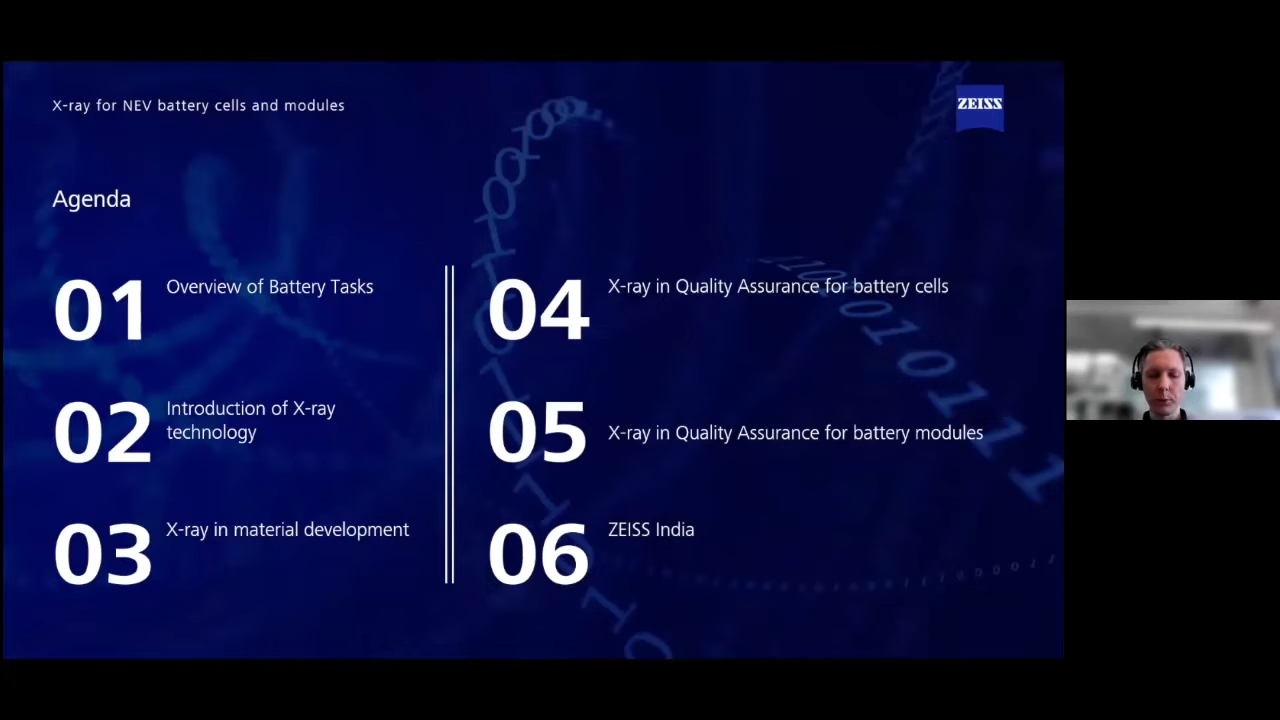 X-ray for NEV battery cells and modules
ZEISS
Agenda
01 Overview of Battery Tasks
02 Introduction of X-ray
technology
03 X-ray in material development
04 X-ray in Quality Assurance for battery cells
05 X-ray in Quality Assurance for battery modules
06 ZEISS India